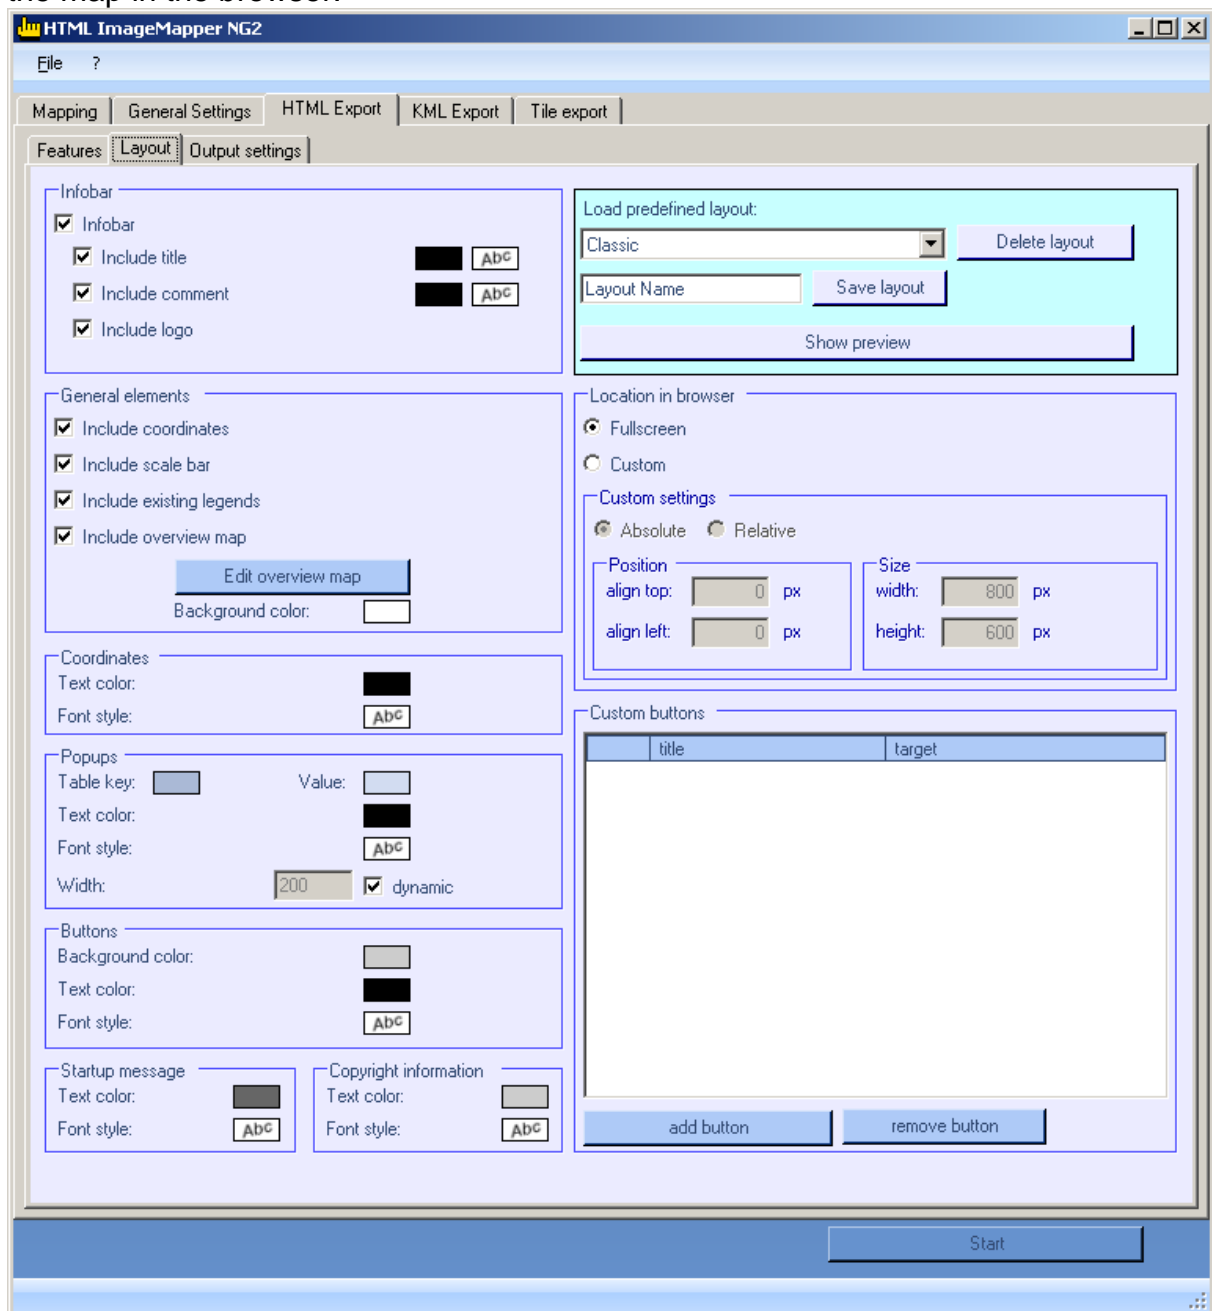 the map in the browser.
HTML ImageMapper NG2
File ?
Mapping General Settings HTML Export KML Export Tile export
Features Layout Output settings
Infobar
Infobar
Include title Abc
Include comment Abc
Include logo
Load predefined layout:
Classic Delete layout
Layout Name Save layout
Show preview
General elements
Include coordinates
Include scale bar
Include existing legends
Include overview map
Edit overview map
Background color:
Location in browser
Fullscreen
Custom
Custom settings
Absolute Relative
Position
align top: 0 px
align left: 0 px
Size
width: 800 px
height: 600 px
Coordinates
Text color:
Font style: Abc
Popups
Table key: Value:
Text color:
Font style: Abc
Width: 200 dynamic
Buttons
Background color:
Text color:
Font style: Abc
Startup message
Text color:
Font style: Abc
Copyright information
Text color:
Font style: Abc
Custom buttons
title target
add button remove button
Start